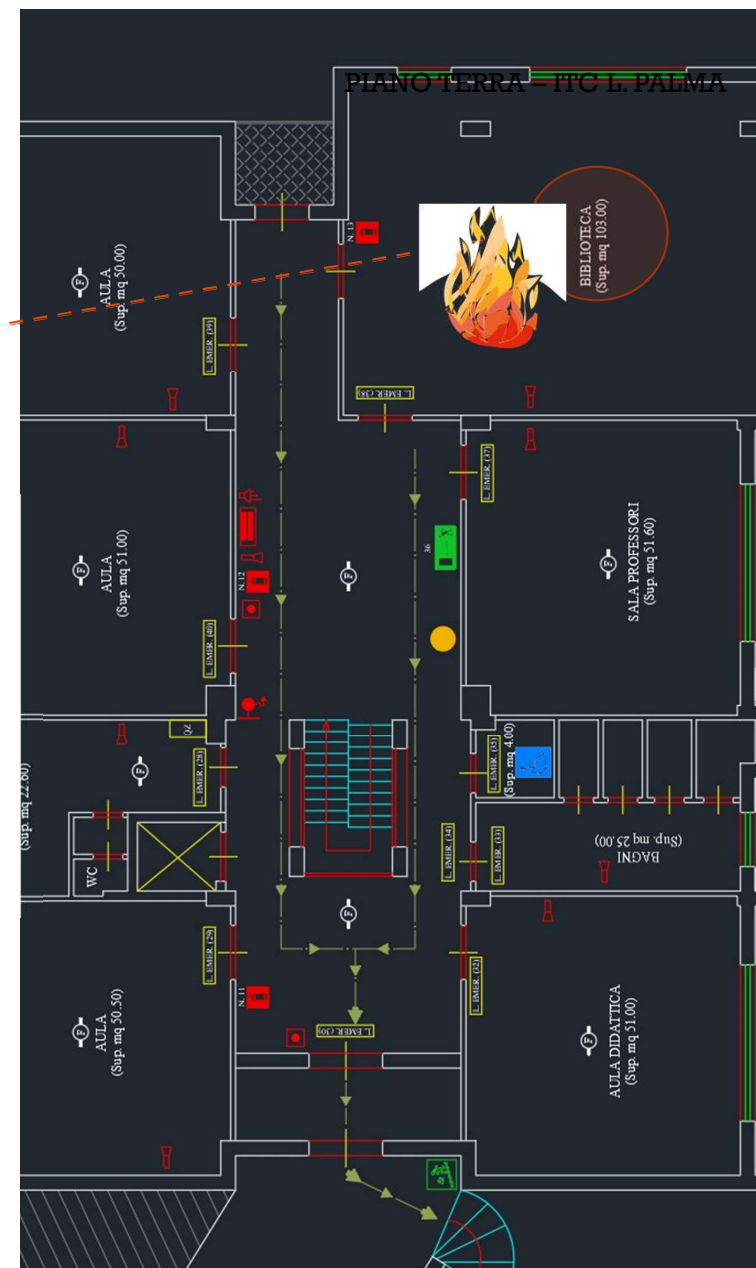 PIANO TERRA – ITC L. PALMA
AULA
(Sup. mq 50.00)
N. 13
BIBLIOTECA
(Sup. mq 103.00)
L. EMER. (39)
L. EMER. (38)
L. EMER. (37)
AULA
(Sup. mq 51.00)
N. 12
36
SALA PROFESSORI
(Sup. mq 51.60)
L. EMER. (40)
QZ
(Sup. mq 22.60)
L. EMER. (28)
L. EMER. (35)
(Sup. mq 4.00)
WC
L. EMER. (34)
L. EMER. (33)
BAGNI
(Sup. mq 25.00)
L. EMER. (29)
L. EMER. (32)
AULA
(Sup. mq 50.50)
N. 11
L. EMER. (30)
AULA DIDATTICA
(Sup. mq 51.00)